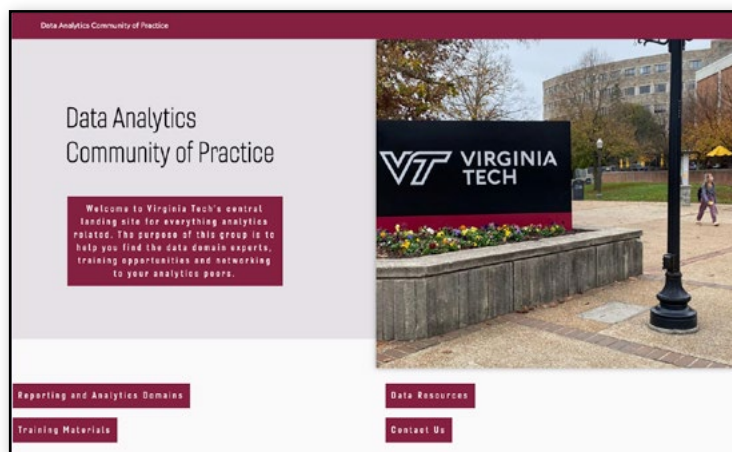 Data Analytics Community of Practice
Data Analytics
Community of Practice
Welcome to Virginia Tech's central
landing site for everything analytics
related. The purpose of this group is to
help you find the data domain experts,
training opportunities and networking
to your analytics peers.
VT VIRGINIA
TECH
Reporting and Analytics Domains
Data Resources
Training Materials
Contact Us